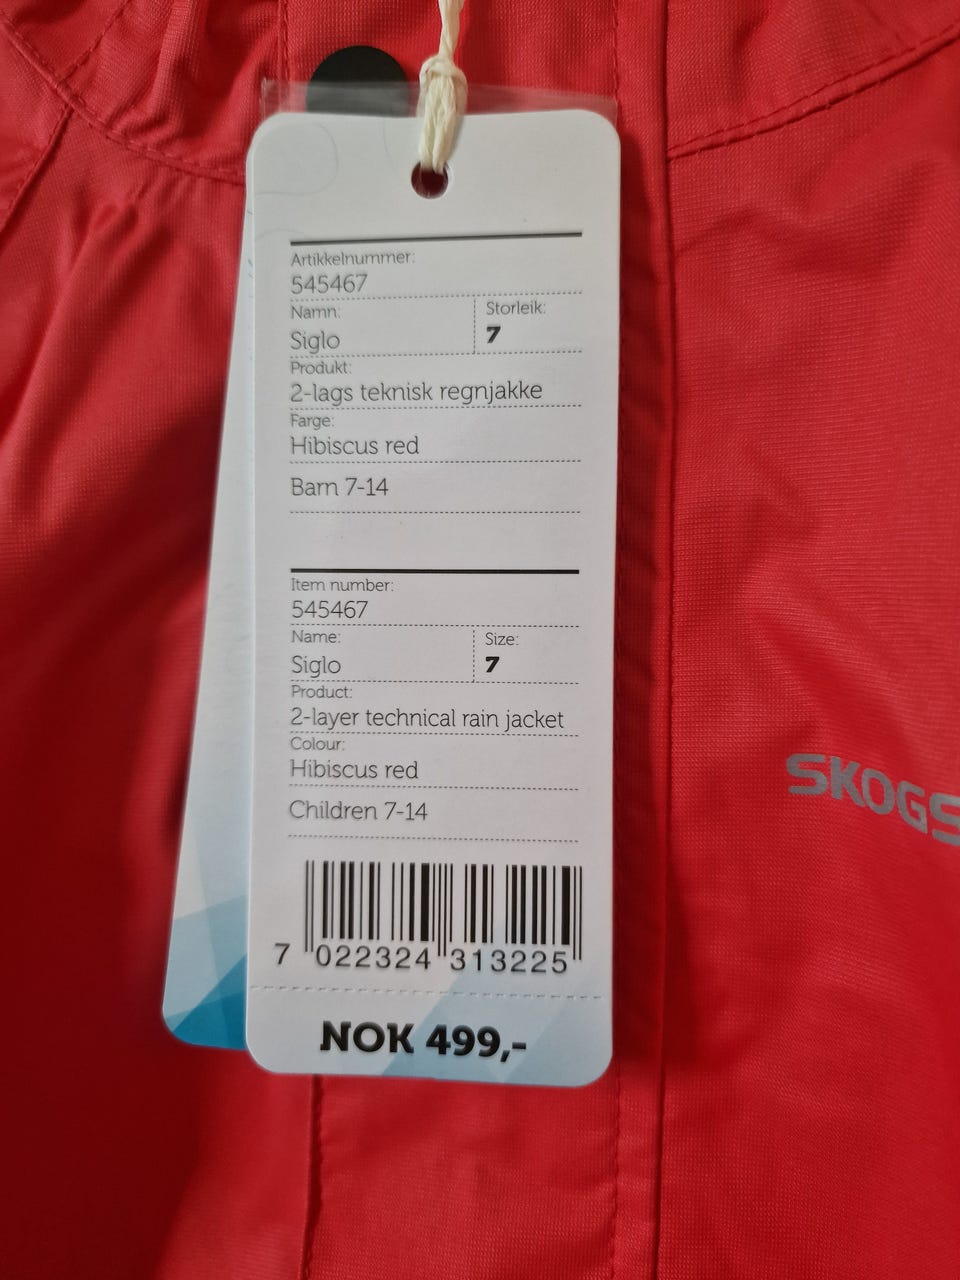 Artikkelnummer:
545467
Namn:
Siglo
Storleik:
7
Produkt:
2-lags teknisk regnjakke
Farge:
Hibiscus red
Barn 7-14
Item number:
545467
Name:
Siglo
Size:
7
Product:
2-layer technical rain jacket
Colour:
Hibiscus red
Children 7-14
7 022324 313225
NOK 499,-
SKOGS